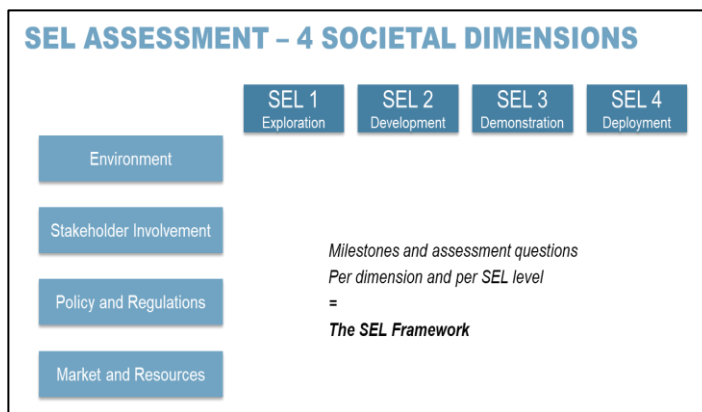 SEL ASSESSMENT – 4 SOCIETAL DIMENSIONS
SEL 1
Exploration
SEL 2
Development
SEL 3
Demonstration
SEL 4
Deployment
Environment
Stakeholder Involvement
Policy and Regulations
Market and Resources
Milestones and assessment questions
Per dimension and per SEL level
=
The SEL Framework